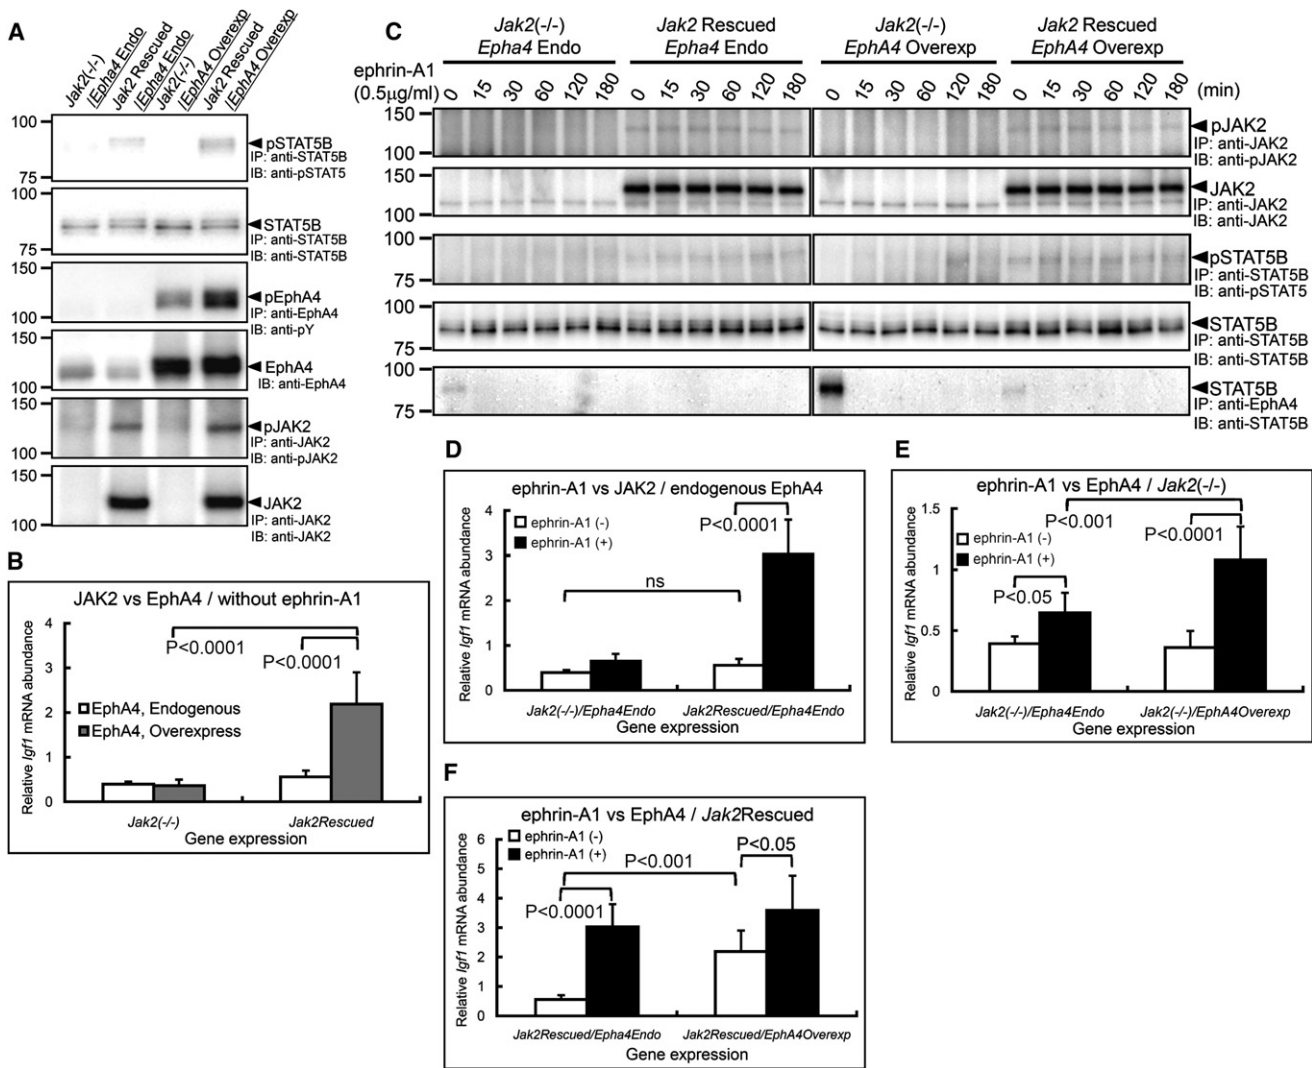 A
Jak2(-/-)
/Epha4 Endo
Jak2 Rescued
/Epha4 Endo
Jak2(-/-)
/EphA4 Overexp
Jak2 Rescued
/EphA4 Overexp
100
75
pSTAT5B
IP: anti-STAT5B
IB: anti-pSTAT5
100
75
STAT5B
IP: anti-STAT5B
IB: anti-STAT5B
150
100
pEphA4
IP: anti-EphA4
IB: anti-pY
150
100
EphA4
IB: anti-EphA4
150
100
pJAK2
IP: anti-JAK2
IB: anti-pJAK2
150
100
JAK2
IP: anti-JAK2
IB: anti-JAK2
C
Jak2(-/-)
Epha4 Endo
Jak2 Rescued
Epha4 Endo
Jak2(-/-)
EphA4 Overexp
Jak2 Rescued
EphA4 Overexp
ephrin-A1
(0.5μg/ml)
0 15 30 60 120 180 0 15 30 60 120 180 0 15 30 60 120 180 0 15 30 60 120 180 (min)
150
100
pJAK2
IP: anti-JAK2
IB: anti-pJAK2
150
100
JAK2
IP: anti-JAK2
IB: anti-JAK2
100
75
pSTAT5B
IP: anti-STAT5B
IB: anti-pSTAT5
100
75
STAT5B
IP: anti-STAT5B
IB: anti-STAT5B
100
75
STAT5B
IP: anti-EphA4
IB: anti-STAT5B
B
JAK2 vs EphA4 / without ephrin-A1
Relative Igf1 mRNA abundance
4
3
2
1
0
P<0.0001
P<0.0001
EphA4, Endogenous
EphA4, Overexpress
Jak2(-/-)
Jak2Rescued
Gene expression
D
ephrin-A1 vs JAK2 / endogenous EphA4
Relative Igf1 mRNA abundance
4
3
2
1
0
ephrin-A1 (-)
ephrin-A1 (+)
P<0.0001
ns
Jak2(-/-)/Epha4Endo
Jak2Rescued/Epha4Endo
Gene expression
E
ephrin-A1 vs EphA4 / Jak2(-/-)
Relative Igf1 mRNA abundance
1.5
1
0.5
0
ephrin-A1 (-)
ephrin-A1 (+)
P<0.001
P<0.0001
P<0.05
Jak2(-/-)/Epha4Endo
Jak2(-/-)/EphA4Overexp
Gene expression
F
ephrin-A1 vs EphA4 / Jak2Rescued
Relative Igf1 mRNA abundance
6
5
4
3
2
1
0
ephrin-A1 (-)
ephrin-A1 (+)
P<0.05
P<0.001
P<0.0001
Jak2Rescued/Epha4Endo
Jak2Rescued/EphA4Overexp
Gene expression